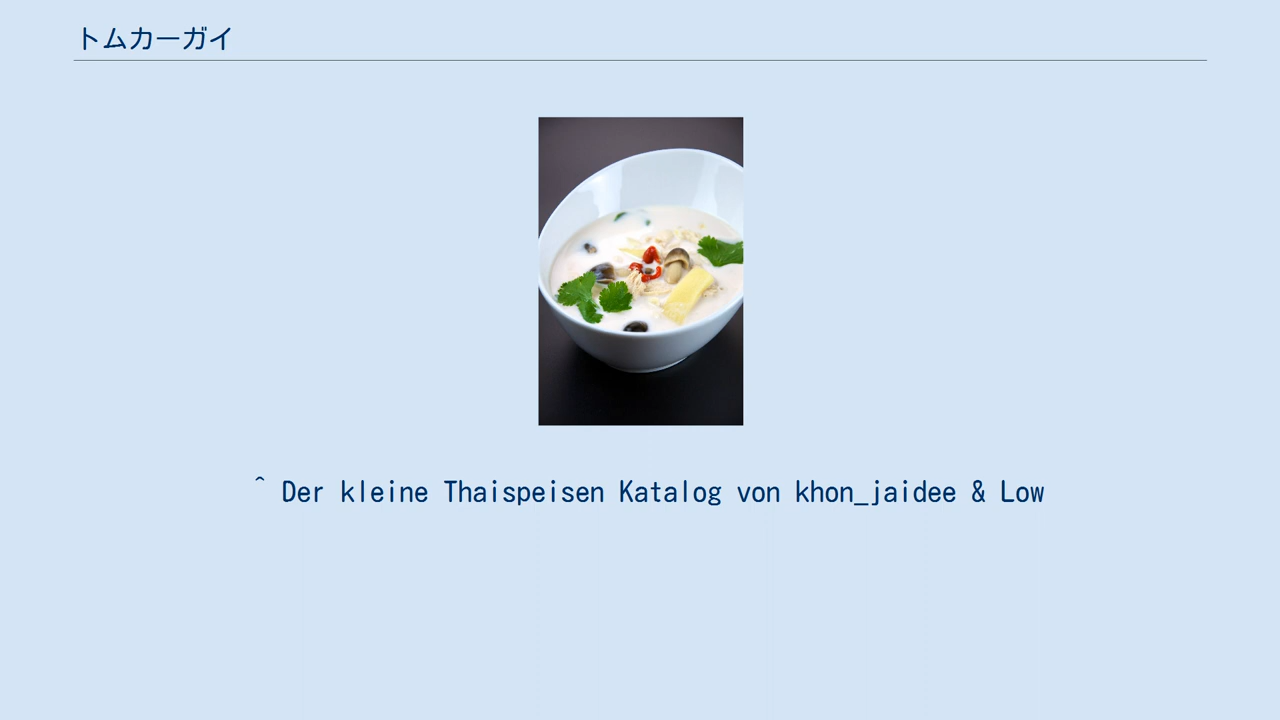 トムカーガイ
^ Der kleine Thaispeisen Katalog von khon_jaidee & Low